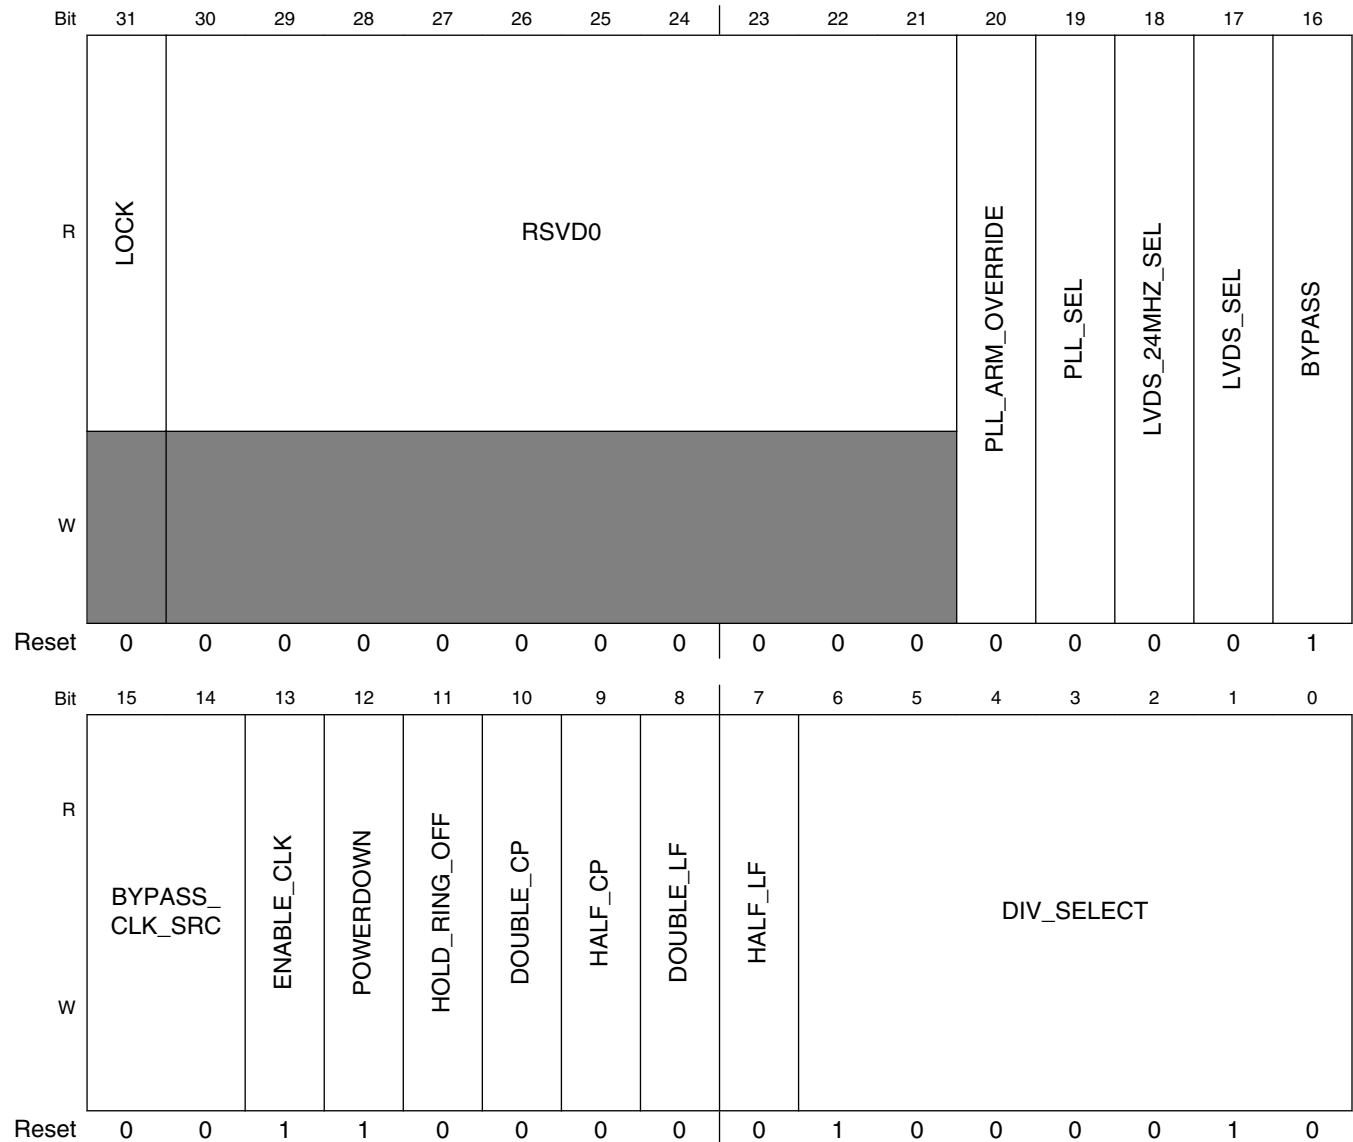 Bit 31 30 29 28 27 26 25 24 23 22 21 20 19 18 17 16
R LOCK RSVD0 PLL_ARM_OVERRIDE PLL_SEL LVDS_24MHZ_SEL LVDS_SEL BYPASS
W
Reset 0 0 0 0 0 0 0 0 0 0 0 0 0 0 0 1
Bit 15 14 13 12 11 10 9 8 7 6 5 4 3 2 1 0
R
BYPASS_
CLK_SRC ENABLE_CLK POWERDOWN HOLD_RING_OFF DOUBLE_CP HALF_CP DOUBLE_LF HALF_LF DIV_SELECT
W
Reset 0 0 1 1 0 0 0 0 0 1 0 0 0 0 1 0